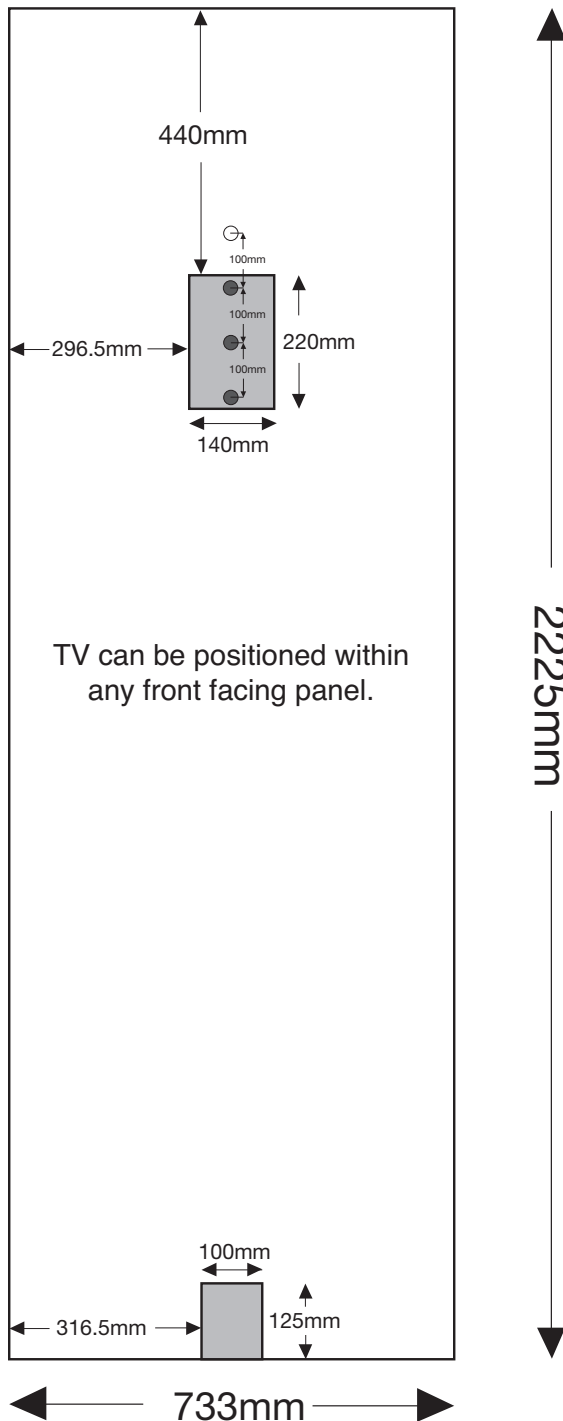 440mm
100mm
100mm
296.5mm
220mm
100mm
140mm
2225mm
TV can be positioned within
any front facing panel.
100mm
316.5mm
125mm
733mm